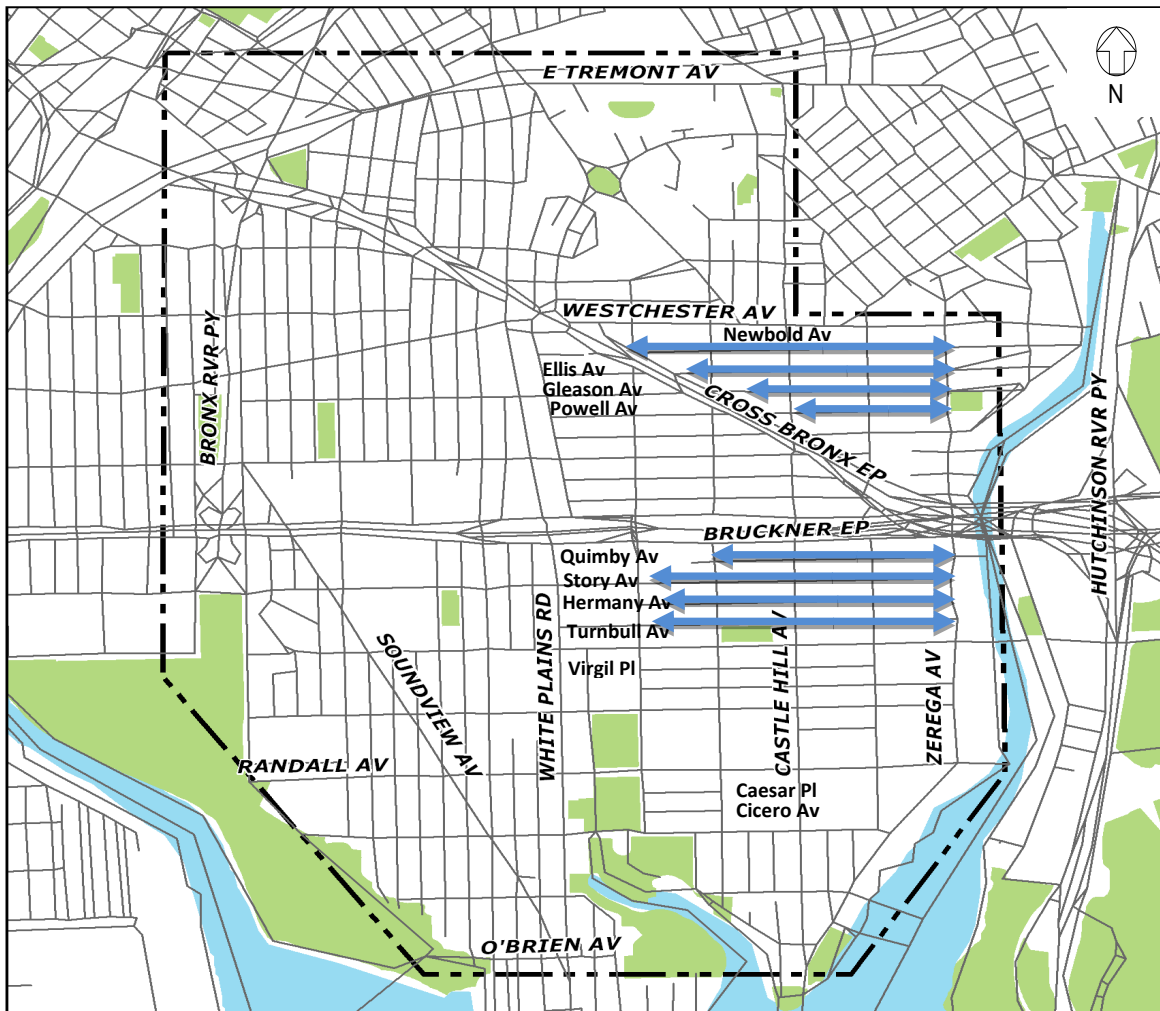 E TREMONT AV
N
WESTCHESTER AV
Newbold Av
Ellis Av
Gleason Av
Powell Av
BRONX RVR PY
CROSS BRONX EP
HUTCHINSON RVR PY
BRUCKNER EP
Quimby Av
Story Av
Hermany Av
Turnbull Av
Virgil Pl
SOUNDVIEW AV
WHITE PLAINS RD
CASTLE HILL AV
ZEREGA AV
RANDALL AV
Caesar Pl
Cicero Av
O'BRIEN AV